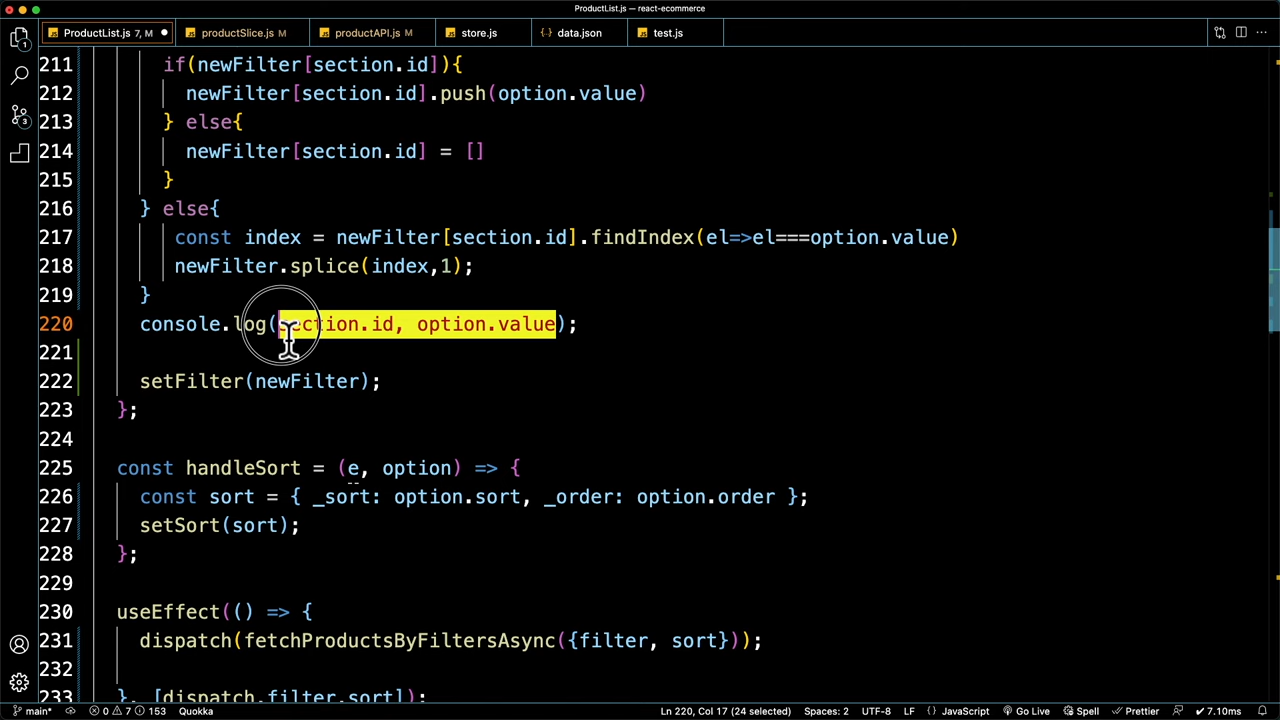 ProductList.js — react-ecommerce
ProductList.js 7, M productSlice.js M productAPI.js M store.js {} data.json test.js
211 if(newFilter[section.id]){
212 newFilter[section.id].push(option.value)
213 } else{
214 newFilter[section.id] = []
215 }
216 } else{
217 const index = newFilter[section.id].findIndex(el=>el===option.value)
218 newFilter.splice(index,1);
219 }
220 console.log(section.id, option.value);
221
222 setFilter(newFilter);
223 };
224
225 const handleSort = (e, option) => {
226 const sort = { _sort: option.sort, _order: option.order };
227 setSort(sort);
228 };
229
230 useEffect(() => {
231 dispatch(fetchProductsByFiltersAsync({filter, sort}));
232
233 }, [dispatch,filter,sort]);
main* 0 7 153 Quokka Ln 220, Col 17 (24 selected) Spaces: 2 UTF-8 LF {} JavaScript Go Live Spell Prettier 7.10ms